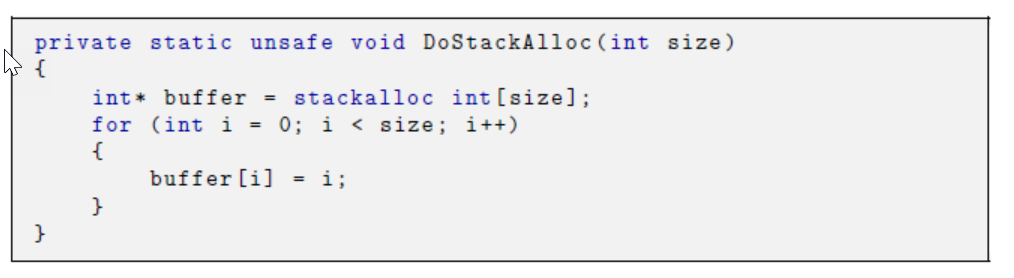 private static unsafe void DoStackAlloc(int size)
{
    int* buffer = stackalloc int[size];
    for (int i = 0; i < size; i++)
    {
        buffer[i] = i;
    }
}